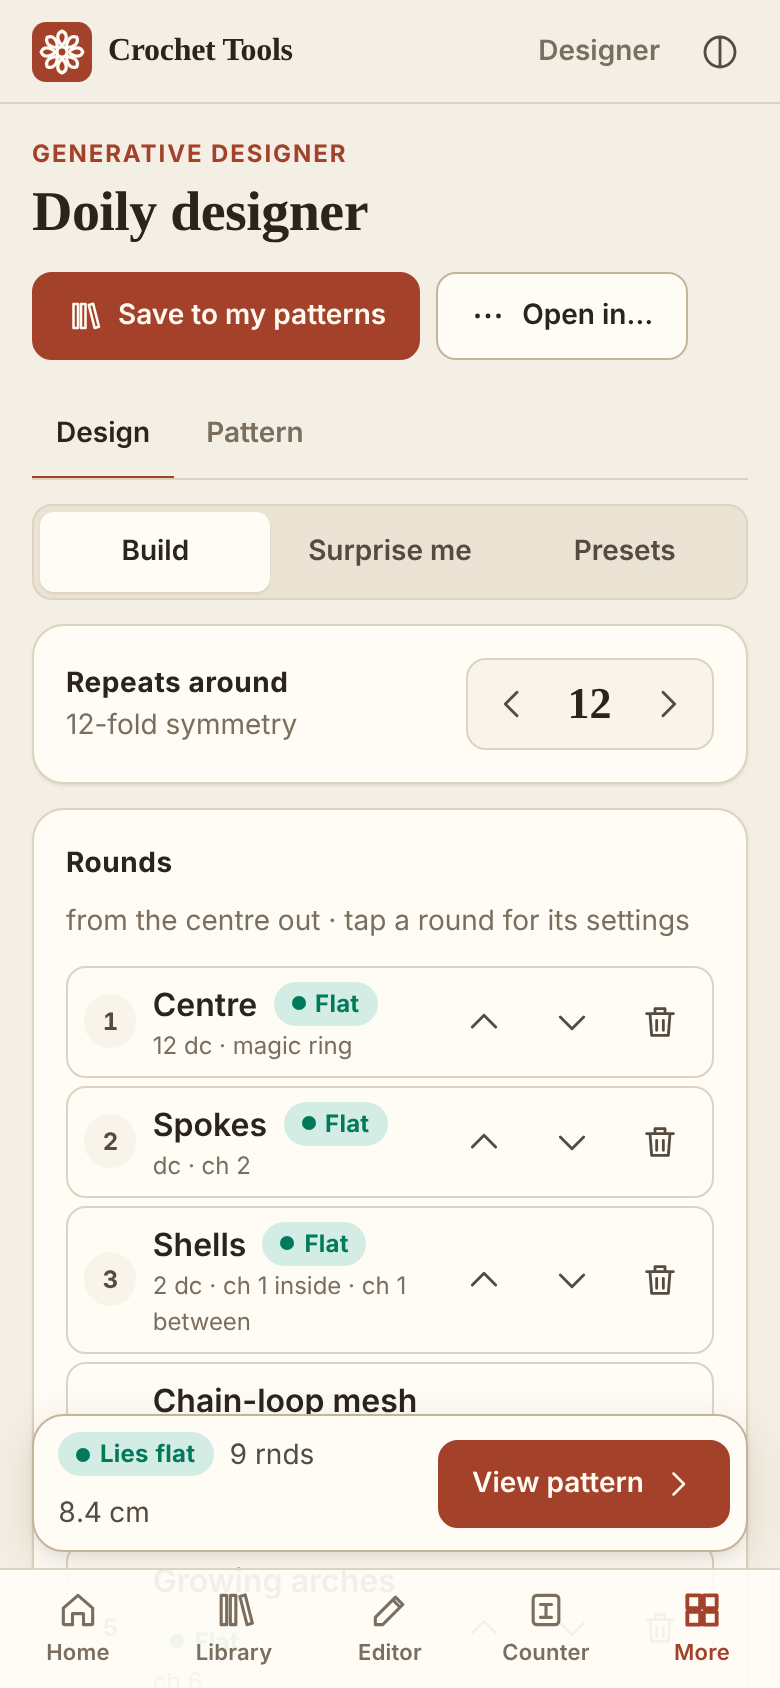 Crochet Tools
Designer
GENERATIVE DESIGNER
Doily designer
Save to my patterns
··· Open in...
Design
Pattern
Build
Surprise me
Presets
Repeats around
12-fold symmetry
12
Rounds
from the centre out · tap a round for its settings
1
Centre
Flat
12 dc · magic ring
2
Spokes
Flat
dc · ch 2
3
Shells
Flat
2 dc · ch 1 inside · ch 1
between
Chain-loop mesh
Lies flat
9 rnds
8.4 cm
View pattern
Growing arches
5
Flat
ch 6
Home
Library
Editor
Counter
More